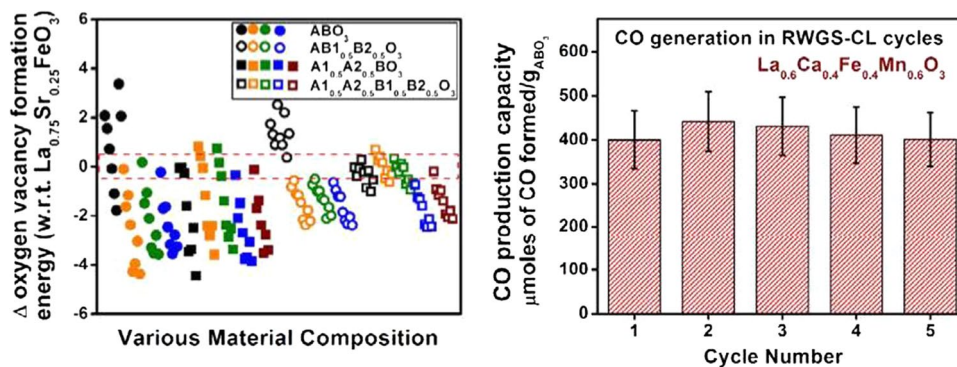 Δ oxygen vacancy formation
energy (w.r.t. La₀.₇₅Sr₀.₂₅FeO₃)
6
4
2
0
-2
-4
-6
ABO₃
AB1₀.₅B2₀.₅O₃
A1₀.₅A2₀.₅BO₃
A1₀.₅A2₀.₅B1₀.₅B2₀.₅O₃
Various Material Composition
CO production capacity
μmoles of CO formed/g_ABO₃
600
500
400
300
200
100
0
CO generation in RWGS-CL cycles
La₀.₆Ca₀.₄Fe₀.₄Mn₀.₆O₃
1 2 3 4 5
Cycle Number